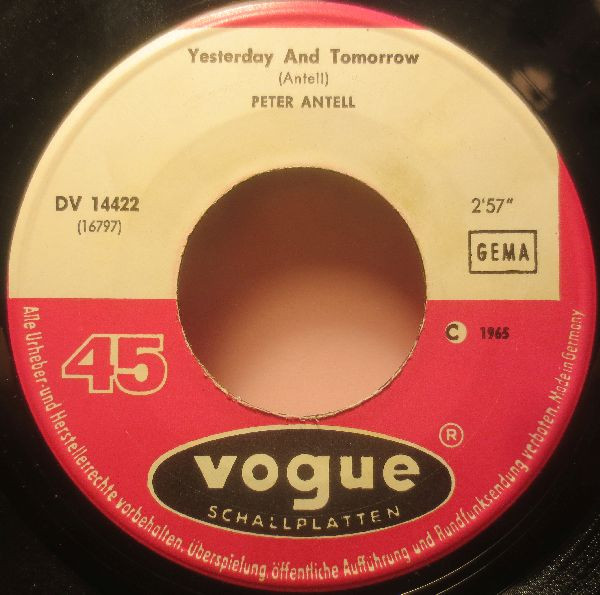 Yesterday And Tomorrow
(Antell)
PETER ANTELL
DV 14422
(16797)
2'57"
GEMA
45
C 1965
vogue ®
SCHALLPLATTEN
Alle Urheber- und Herstellerrechte vorbehalten. Überspielung, öffentliche Aufführung und Rundfunksendung verboten. Made in Germany